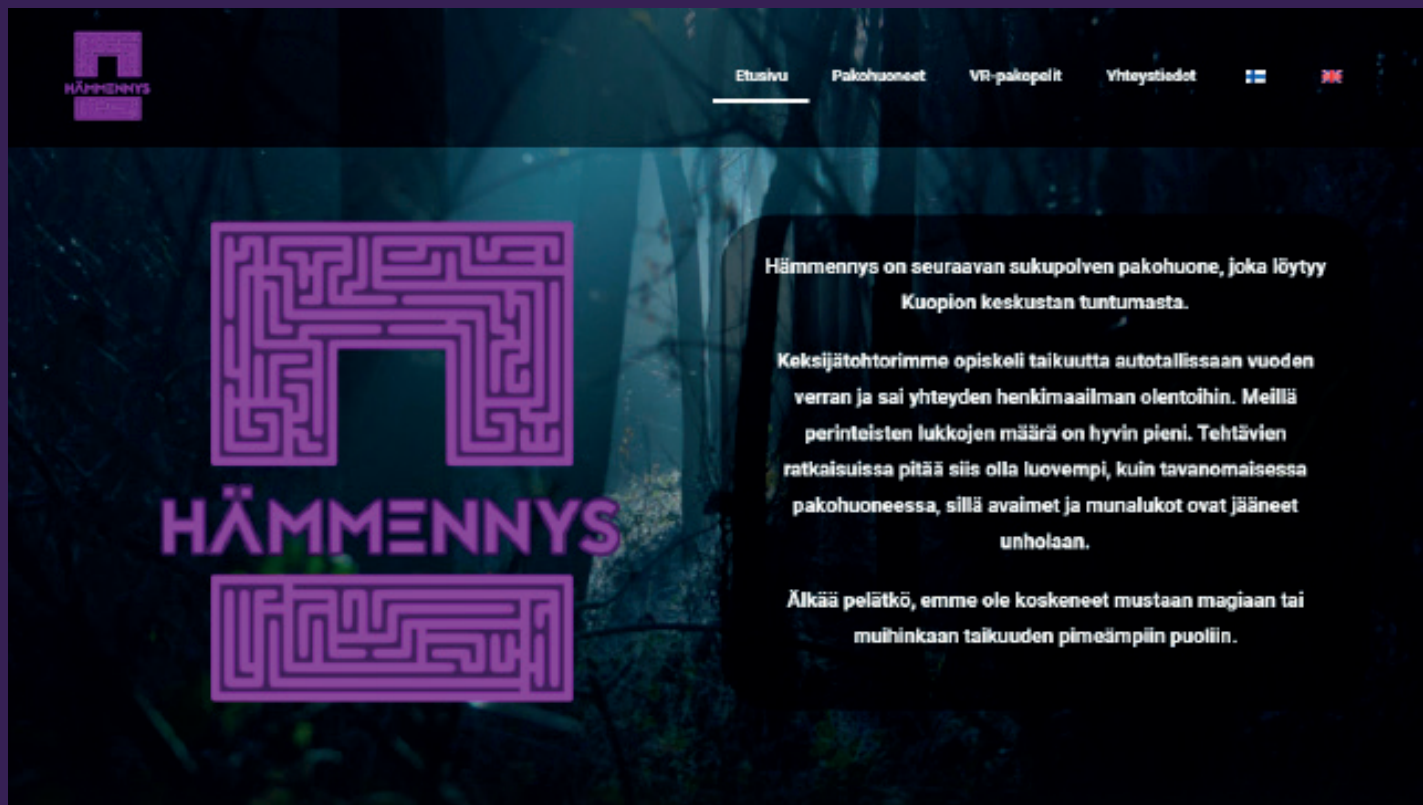 HÄMMENNYS
Etusivu
Pakohuoneet
VR-pakopelit
Yhteystiedot
HÄMMENNYS
Hämmennys on seuraavan sukupolven pakohuone, joka löytyy
Kuopion keskustan tuntumasta.
Keksijätohtorimme opiskeli taikuutta autotallissaan vuoden
verran ja sai yhteyden henkimaailman olentoihin. Meillä
perinteisten lukkojen määrä on hyvin pieni. Tehtävien
ratkaisuissa pitää siis olla luovempi, kuin tavanomaisessa
pakohuoneessa, sillä avaimet ja munalukot ovat jääneet
unholaan.
Älkää pelätkö, emme ole koskeneet mustaan magiaan tai
muihinkaan taikuuden pimeämpiin puoliin.